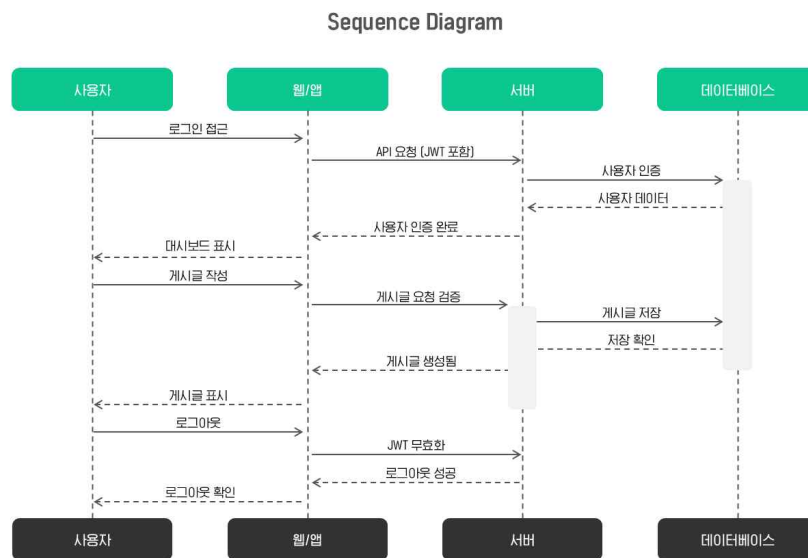 Sequence Diagram
사용자
웹/앱
서버
데이터베이스
로그인 접근
API 요청 (JWT 포함)
사용자 인증
사용자 데이터
사용자 인증 완료
대시보드 표시
게시글 작성
게시글 요청 검증
게시글 저장
저장 확인
게시글 생성됨
게시글 표시
로그아웃
JWT 무효화
로그아웃 성공
로그아웃 확인
사용자
웹/앱
서버
데이터베이스